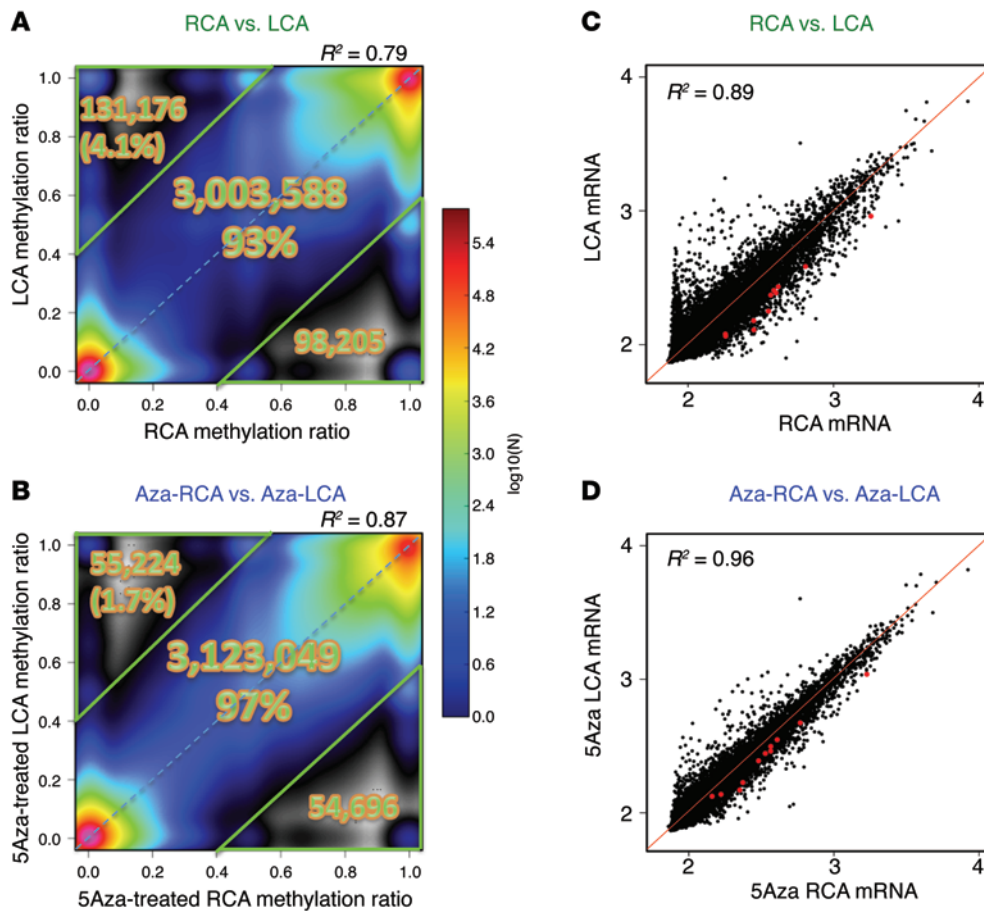 A
RCA vs. LCA
R² = 0.79
LCA methylation ratio
1.0
0.8
0.6
0.4
0.2
0.0
131,176
(4.1%)
3,003,588
93%
98,205
0.0 0.2 0.4 0.6 0.8 1.0
RCA methylation ratio
B
Aza-RCA vs. Aza-LCA
R² = 0.87
5Aza-treated LCA methylation ratio
1.0
0.8
0.6
0.4
0.2
0.0
55,224
(1.7%)
3,123,049
97%
54,696
0.0 0.2 0.4 0.6 0.8 1.0
5Aza-treated RCA methylation ratio
5.4
4.8
4.2
3.6
3.0
2.4
1.8
1.2
0.6
0.0
log10(N)
C
RCA vs. LCA
R² = 0.89
LCA mRNA
4
3
2
2 3 4
RCA mRNA
D
Aza-RCA vs. Aza-LCA
R² = 0.96
5Aza LCA mRNA
4
3
2
2 3 4
5Aza RCA mRNA